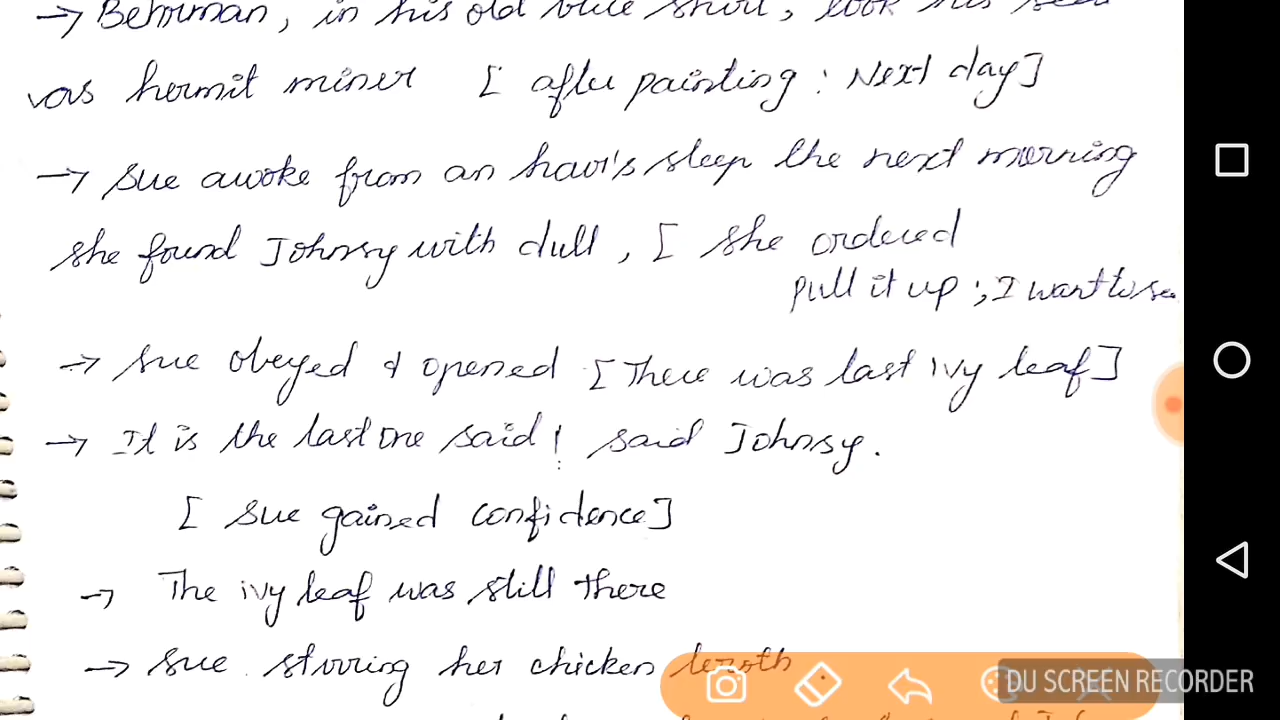 → Behrman, in his old blue shirt, took his seat
as hermit miner [ after painting : Next day]
→ Sue awoke from an hour's sleep the next morning
she found Johnsy with dull, [ she ordered
pull it up ; I want to see
→ Sue obeyed & opened [There was last ivy leaf]
→ It is the last one said! said Johnsy.
[ Sue gained confidence]
→ The ivy leaf was still there
→ Sue stirring her chicken
DU SCREEN RECORDER